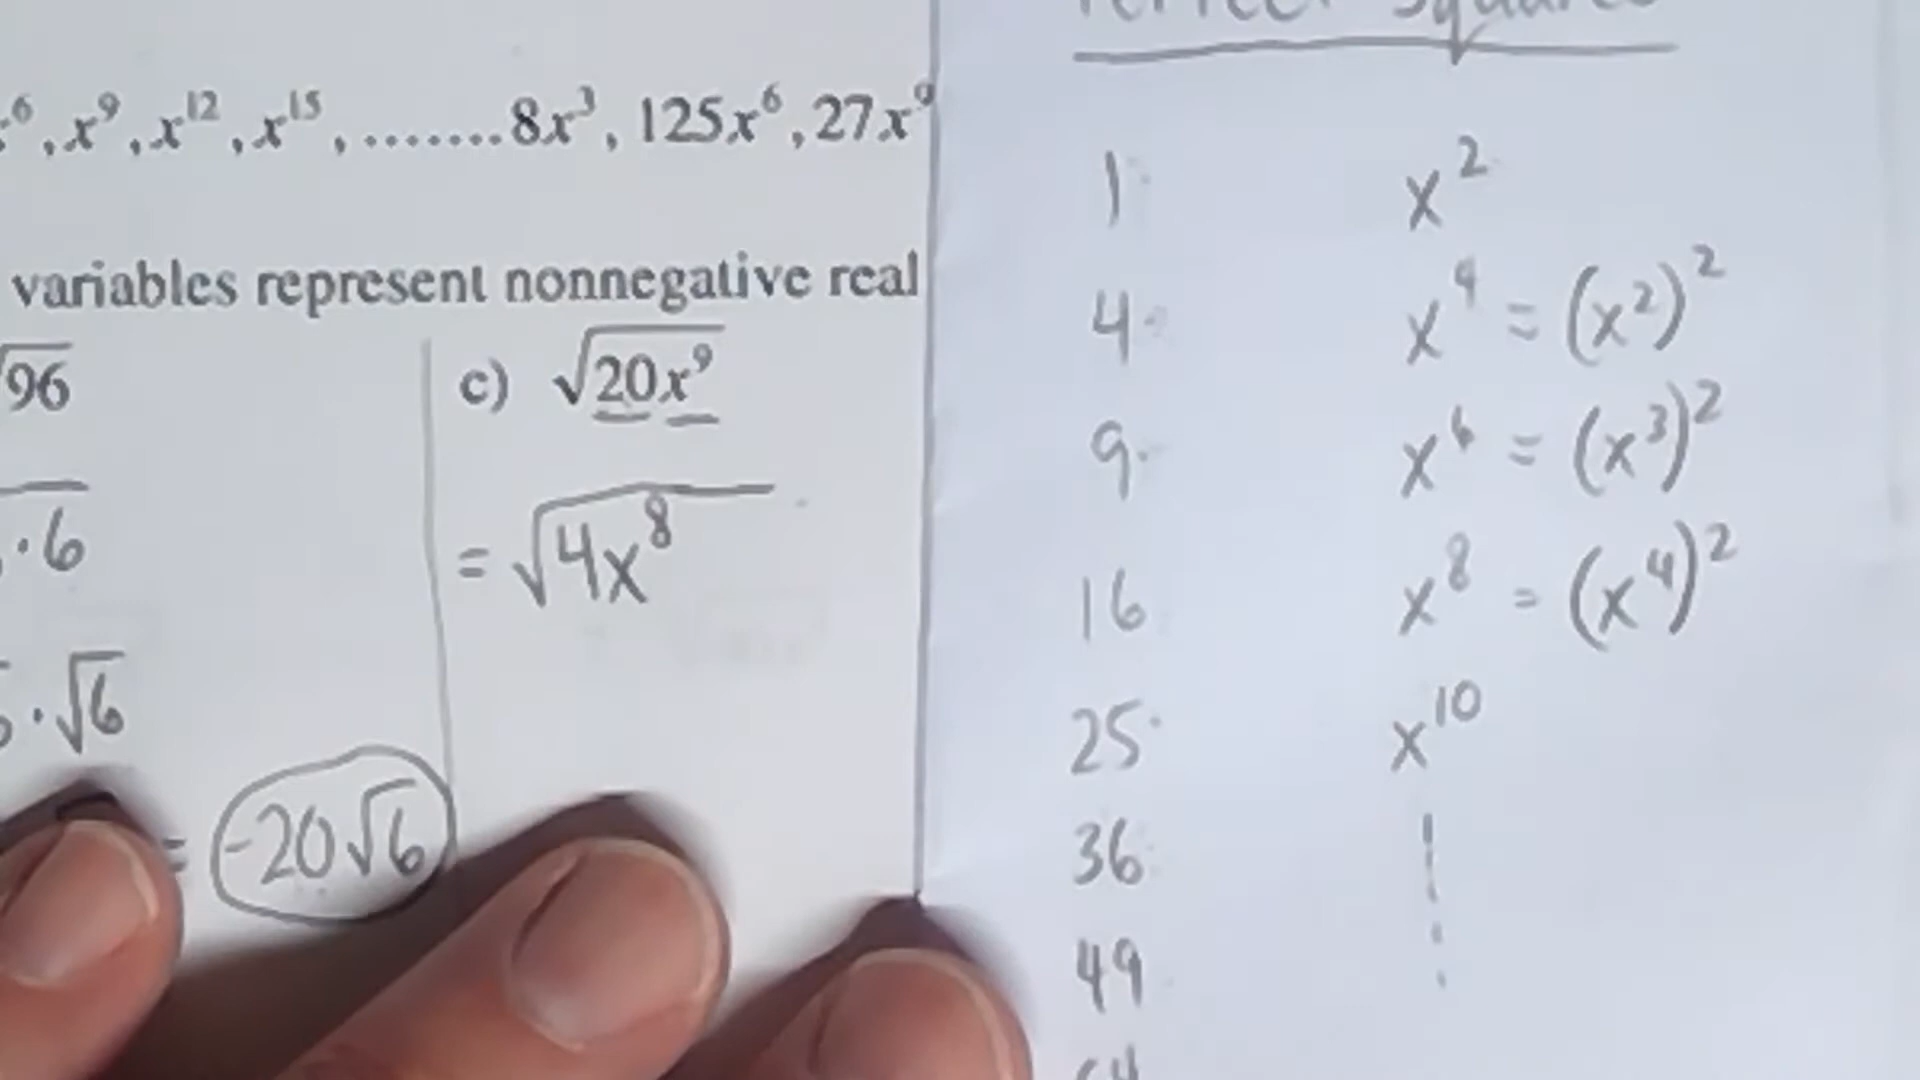 x⁹, x¹², x¹⁵, ........ 8x³, 125x⁶, 27x⁹
variables represent nonnegative real
√96
· 6
· √6
= -20√6
c) √20x⁹
= √4x⁸
1 x²
4 x⁴ = (x²)²
9 x⁶ = (x³)²
16 x⁸ = (x⁴)²
25 x¹⁰
36
49